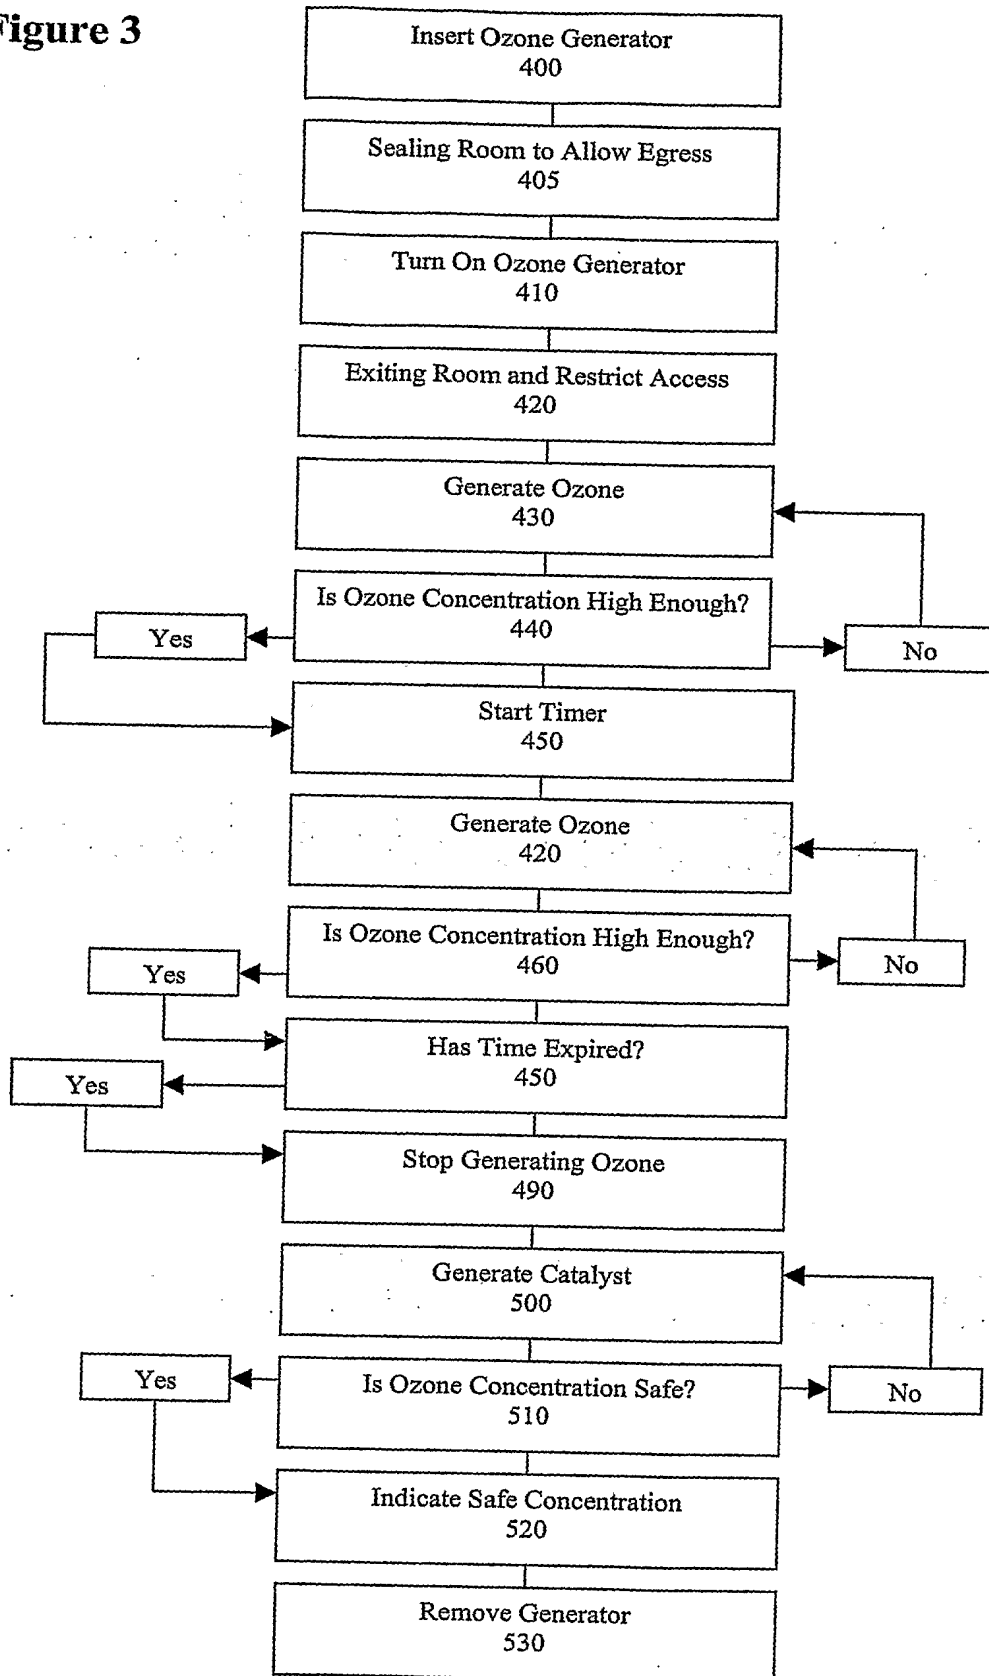 Figure 3
Insert Ozone Generator
400
Sealing Room to Allow Egress
405
Turn On Ozone Generator
410
Exiting Room and Restrict Access
420
Generate Ozone
430
Is Ozone Concentration High Enough?
440
Yes
No
Start Timer
450
Generate Ozone
420
Is Ozone Concentration High Enough?
460
Yes
No
Has Time Expired?
450
Yes
Stop Generating Ozone
490
Generate Catalyst
500
Is Ozone Concentration Safe?
510
Yes
No
Indicate Safe Concentration
520
Remove Generator
530